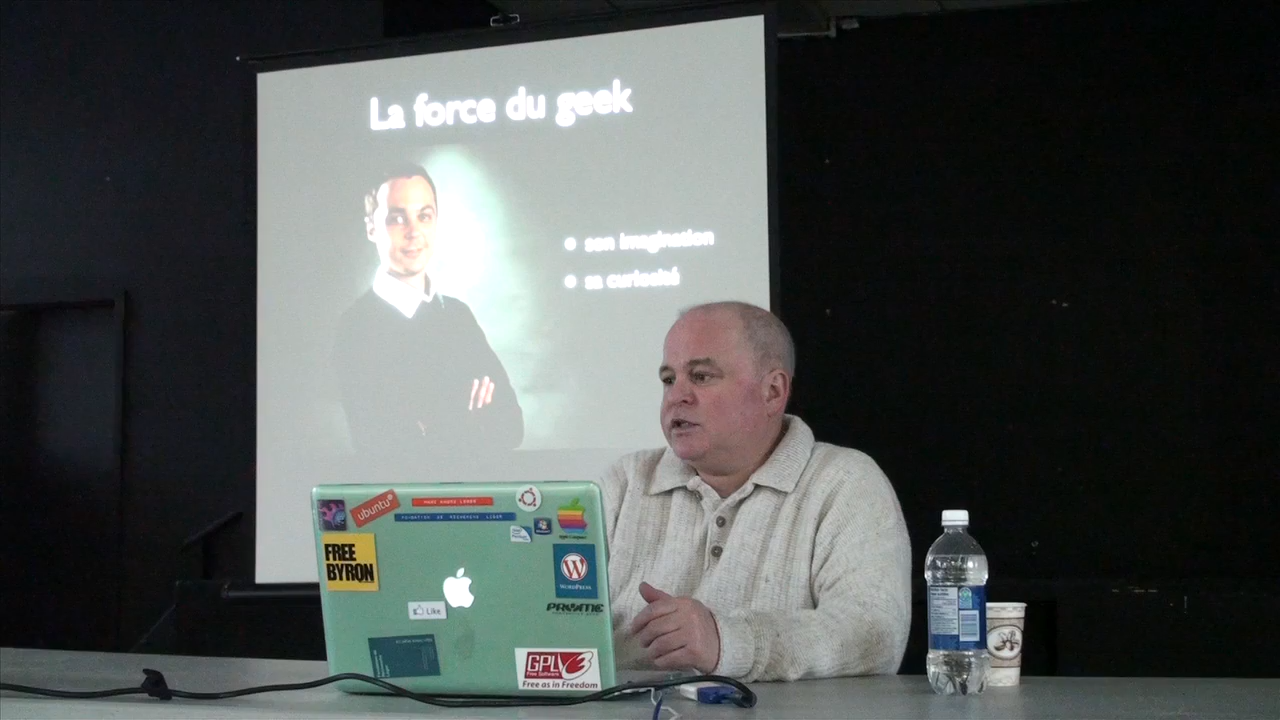 La force du geek
son imagination
sa curiosité
ubuntu
FREE
BYRON
Like
WORDPRESS
GPL v3
Free Software
Free as in Freedom